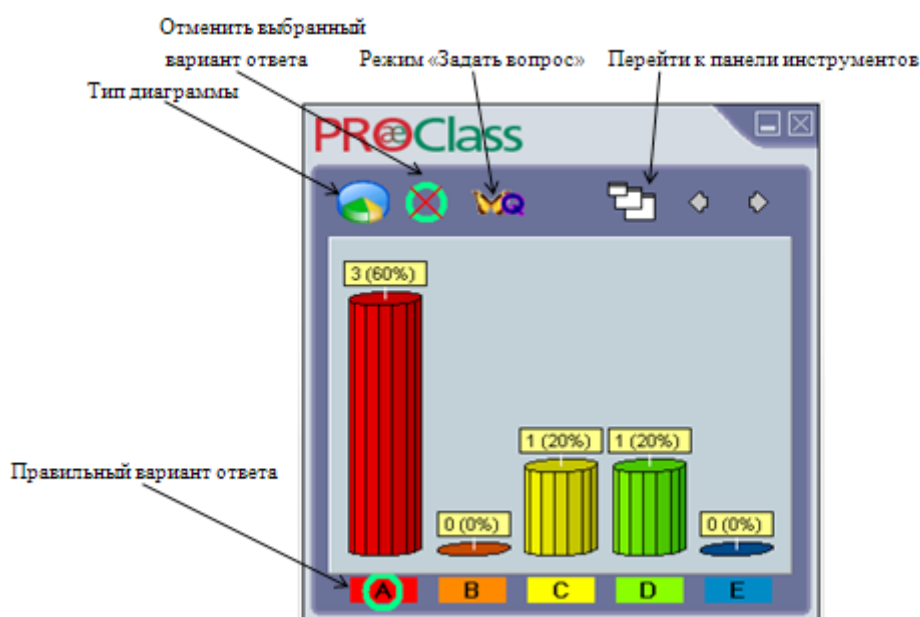 Отменить выбранный
вариант ответа
Режим «Задать вопрос»
Перейти к панели инструментов
Тип диаграммы
PROæClass
Q
3 (60%)
1 (20%)
1 (20%)
Правильный вариант ответа
0 (0%)
0 (0%)
A
B
C
D
E